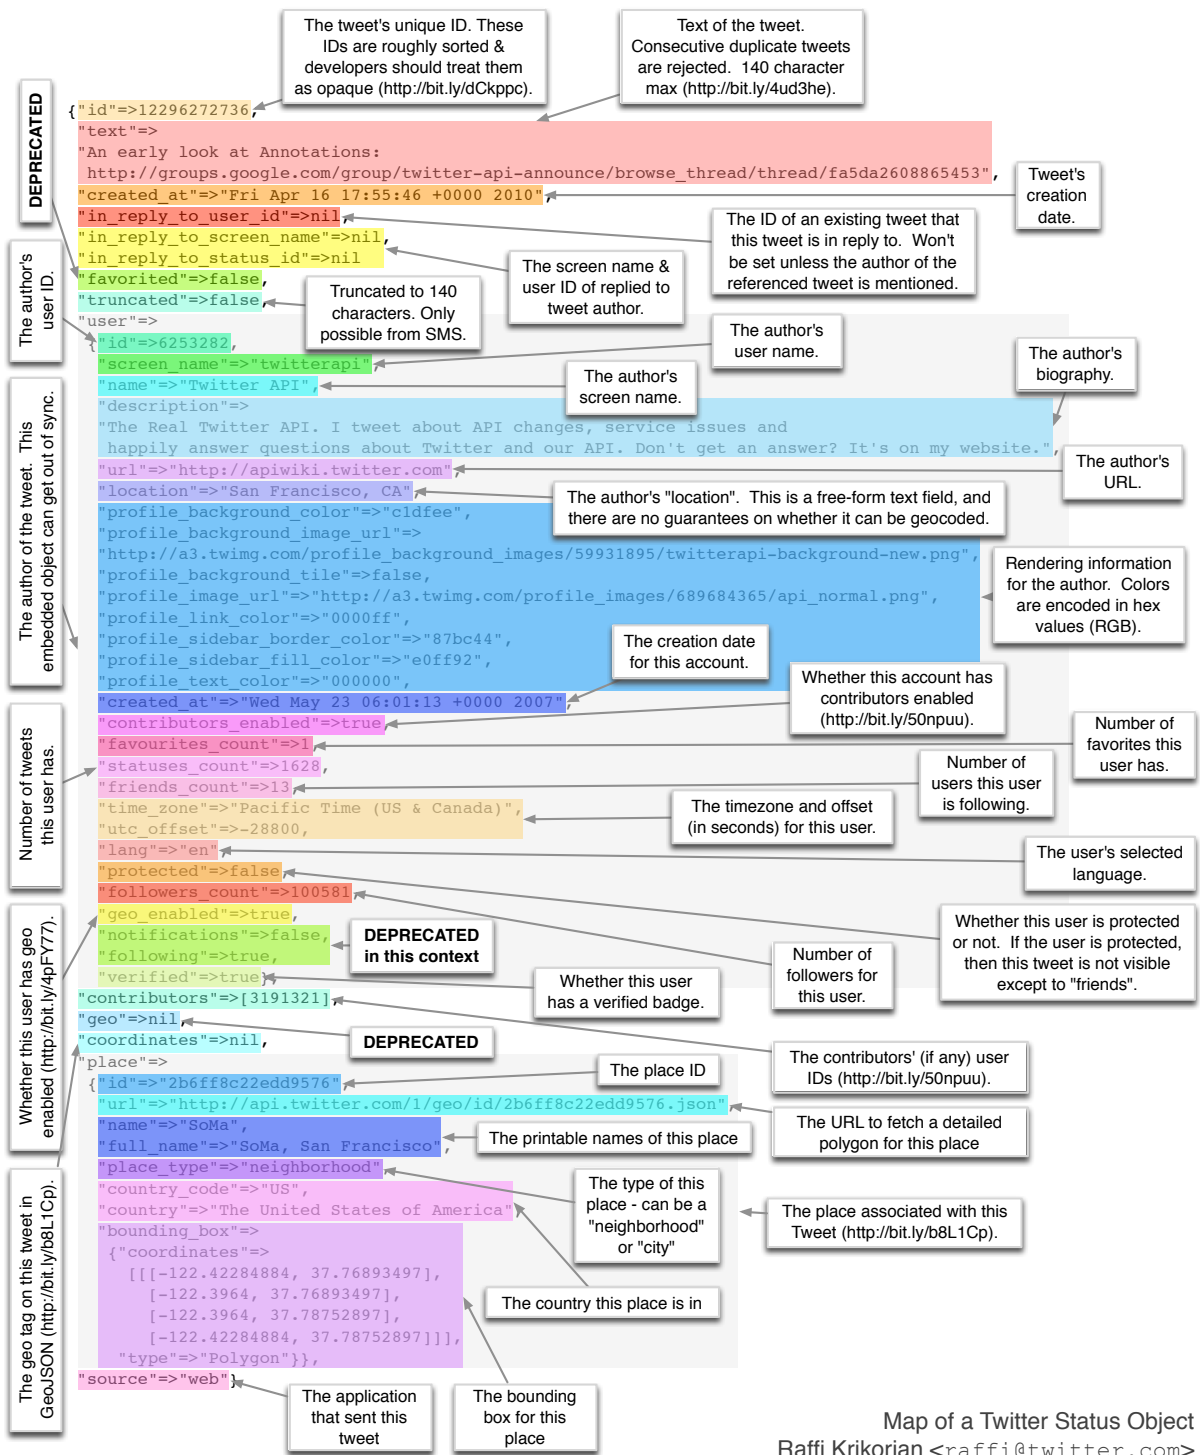 The tweet's unique ID. These
IDs are roughly sorted &
developers should treat them
as opaque (http://bit.ly/dCkppc).
Text of the tweet.
Consecutive duplicate tweets
are rejected. 140 character
max (http://bit.ly/4ud3he).
DEPRECATED
{"id"=>12296272736,
"text"=>
"An early look at Annotations:
http://groups.google.com/group/twitter-api-announce/browse_thread/thread/fa5da2608865453",
"created_at"=>"Fri Apr 16 17:55:46 +0000 2010",
Tweet's
creation
date.
"in_reply_to_user_id"=>nil,
"in_reply_to_screen_name"=>nil,
"in_reply_to_status_id"=>nil
The ID of an existing tweet that
this tweet is in reply to. Won't
be set unless the author of the
referenced tweet is mentioned.
The screen name &
user ID of replied to
tweet author.
"favorited"=>false,
"truncated"=>false,
Truncated to 140
characters. Only
possible from SMS.
The author's
user ID.
"user"=>
{"id"=>6253282,
"screen_name"=>"twitterapi",
The author's
user name.
"name"=>"Twitter API",
The author's
screen name.
The author's
biography.
"description"=>
"The Real Twitter API. I tweet about API changes, service issues and
happily answer questions about Twitter and our API. Don't get an answer? It's on my website.",
The author of the tweet. This
embedded object can get out of sync.
"url"=>"http://apiwiki.twitter.com",
The author's
URL.
"location"=>"San Francisco, CA",
The author's "location". This is a free-form text field, and
there are no guarantees on whether it can be geocoded.
"profile_background_color"=>"c1dfee",
"profile_background_image_url"=>
"http://a3.twimg.com/profile_background_images/59931895/twitterapi-background-new.png",
"profile_background_tile"=>false,
"profile_image_url"=>"http://a3.twimg.com/profile_images/689684365/api_normal.png",
"profile_link_color"=>"0000ff",
"profile_sidebar_border_color"=>"87bc44",
"profile_sidebar_fill_color"=>"e0ff92",
"profile_text_color"=>"000000",
Rendering information
for the author. Colors
are encoded in hex
values (RGB).
"created_at"=>"Wed May 23 06:01:13 +0000 2007",
The creation date
for this account.
"contributors_enabled"=>true,
Whether this account has
contributors enabled
(http://bit.ly/50npuu).
"favourites_count"=>1,
Number of
favorites this
user has.
"statuses_count"=>1628,
Number of tweets
this user has.
"friends_count"=>13,
Number of
users this user
is following.
"time_zone"=>"Pacific Time (US & Canada)",
"utc_offset"=>-28800,
The timezone and offset
(in seconds) for this user.
"lang"=>"en",
The user's selected
language.
"protected"=>false,
Whether this user is protected
or not. If the user is protected,
then this tweet is not visible
except to "friends".
"followers_count"=>100581,
Number of
followers for
this user.
"geo_enabled"=>true,
Whether this user has geo
enabled (http://bit.ly/4pFY77).
"notifications"=>false,
"following"=>true,
DEPRECATED
in this context
"verified"=>true},
Whether this user
has a verified badge.
"contributors"=>[3191321],
The contributors' (if any) user
IDs (http://bit.ly/50npuu).
"geo"=>nil,
DEPRECATED
"coordinates"=>nil,
The geo tag on this tweet in
GeoJSON (http://bit.ly/b8L1Cp).
"place"=>
{"id"=>"2b6ff8c22edd9576",
The place ID
"url"=>"http://api.twitter.com/1/geo/id/2b6ff8c22edd9576.json",
The URL to fetch a detailed
polygon for this place
"name"=>"SoMa",
"full_name"=>"SoMa, San Francisco",
The printable names of this place
"place_type"=>"neighborhood",
The type of this
place - can be a
"neighborhood"
or "city"
"country_code"=>"US",
"country"=>"The United States of America",
The place associated with this
Tweet (http://bit.ly/b8L1Cp).
The country this place is in
"bounding_box"=>
{"coordinates"=>
[[[-122.42284884, 37.76893497],
[-122.3964, 37.76893497],
[-122.3964, 37.78752897],
[-122.42284884, 37.78752897]]],
"type"=>"Polygon"}},
The bounding
box for this
place
"source"=>"web"}
The application
that sent this
tweet
Map of a Twitter Status Object
Raffi Krikorian <raffi@twitter.com>